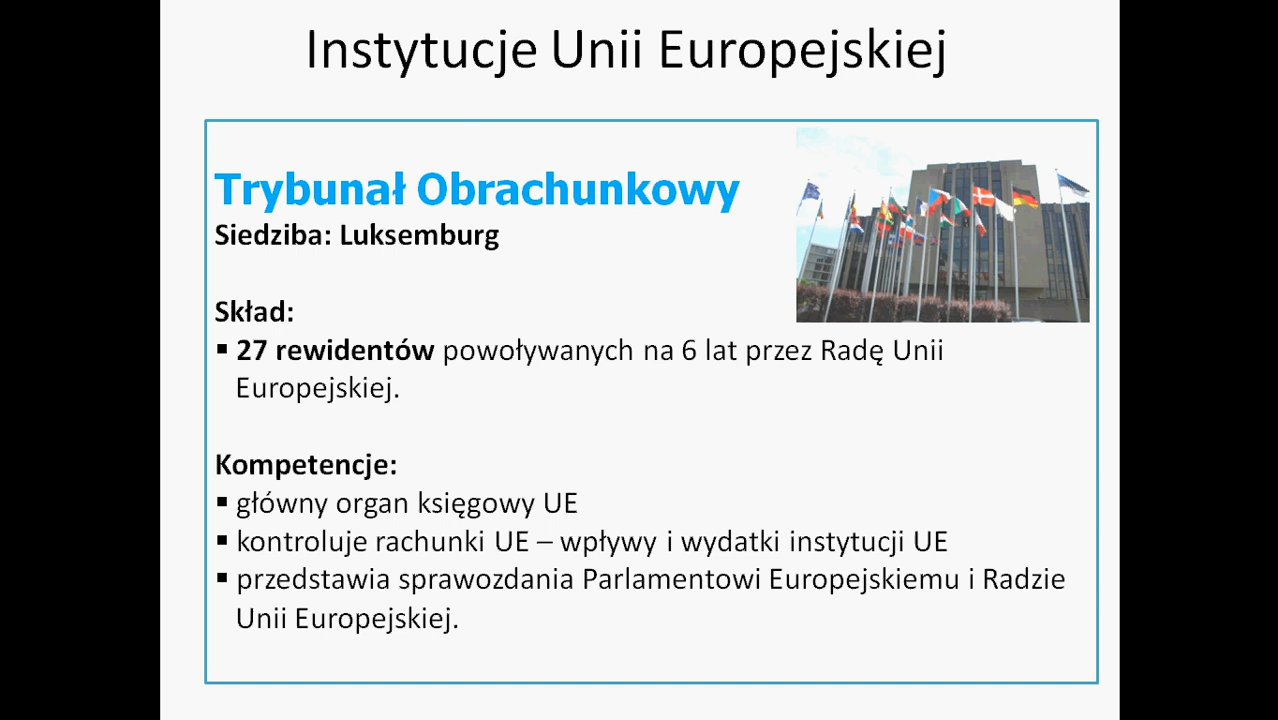 Instytucje Unii Europejskiej
Trybunał Obrachunkowy
Siedziba: Luksemburg
Skład:
▪ 27 rewidentów powoływanych na 6 lat przez Radę Unii
Europejskiej.
Kompetencje:
▪ główny organ księgowy UE
▪ kontroluje rachunki UE – wpływy i wydatki instytucji UE
▪ przedstawia sprawozdania Parlamentowi Europejskiemu i Radzie
Unii Europejskiej.